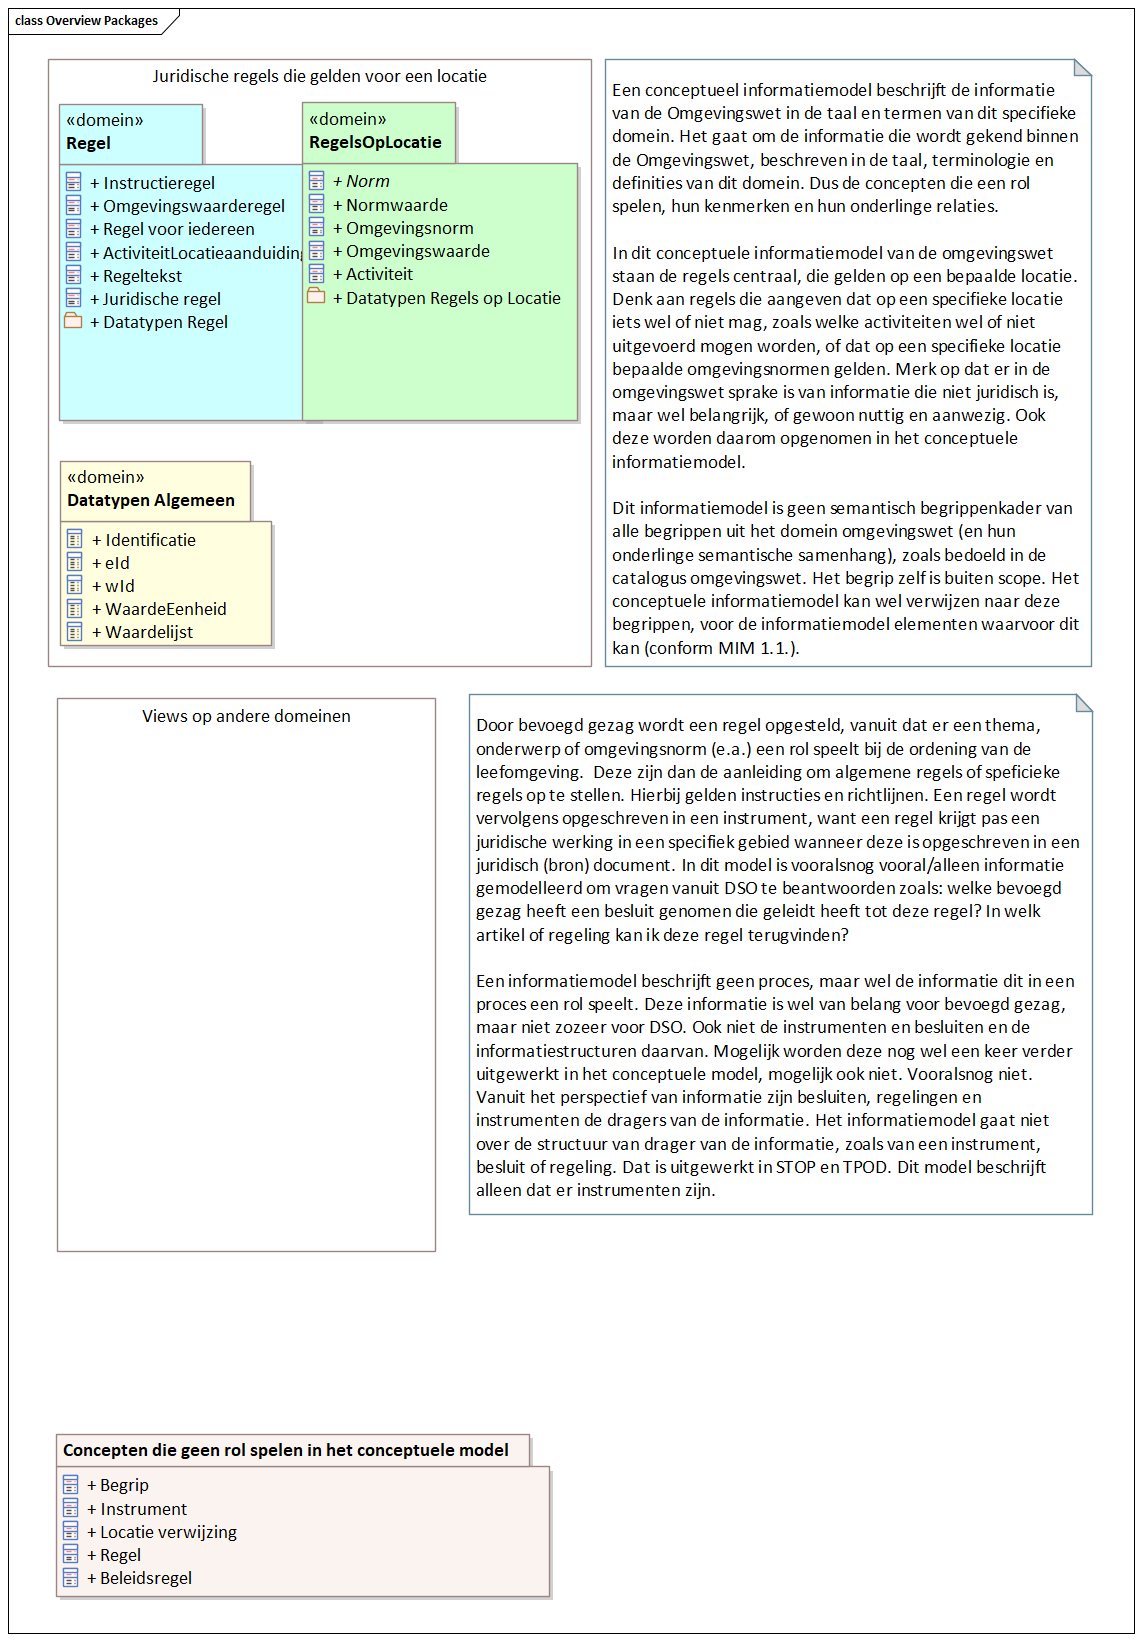 class Overview Packages
Juridische regels die gelden voor een locatie
«domein»
Regel
+ Instructieregel
+ Omgevingswaarderegel
+ Regel voor iedereen
+ ActiviteitLocatieaanduiding
+ Regeltekst
+ Juridische regel
+ Datatypen Regel
«domein»
RegelsOpLocatie
+ Norm
+ Normwaarde
+ Omgevingsnorm
+ Omgevingswaarde
+ Activiteit
+ Datatypen Regels op Locatie
«domein»
Datatypen Algemeen
+ Identificatie
+ eId
+ wId
+ WaardeEenheid
+ Waardelijst
Een conceptueel informatiemodel beschrijft de informatie
van de Omgevingswet in de taal en termen van dit specifieke
domein. Het gaat om de informatie die wordt gekend binnen
de Omgevingswet, beschreven in de taal, terminologie en
definities van dit domein. Dus de concepten die een rol
spelen, hun kenmerken en hun onderlinge relaties.
In dit conceptuele informatiemodel van de omgevingswet
staan de regels centraal, die gelden op een bepaalde locatie.
Denk aan regels die aangeven dat op een specifieke locatie
iets wel of niet mag, zoals welke activiteiten wel of niet
uitgevoerd mogen worden, of dat op een specifieke locatie
bepaalde omgevingsnormen gelden. Merk op dat er in de
omgevingswet sprake is van informatie die niet juridisch is,
maar wel belangrijk, of gewoon nuttig en aanwezig. Ook
deze worden daarom opgenomen in het conceptuele
informatiemodel.
Dit informatiemodel is geen semantisch begrippenkader van
alle begrippen uit het domein omgevingswet (en hun
onderlinge semantische samenhang), zoals bedoeld in de
catalogus omgevingswet. Het begrip zelf is buiten scope. Het
conceptuele informatiemodel kan wel verwijzen naar deze
begrippen, voor de informatiemodel elementen waarvoor dit
kan (conform MIM 1.1.).
Views op andere domeinen
Door bevoegd gezag wordt een regel opgesteld, vanuit dat er een thema,
onderwerp of omgevingsnorm (e.a.) een rol speelt bij de ordening van de
leefomgeving.  Deze zijn dan de aanleiding om algemene regels of speficieke
regels op te stellen. Hierbij gelden instructies en richtlijnen. Een regel wordt
vervolgens opgeschreven in een instrument, want een regel krijgt pas een
juridische werking in een specifiek gebied wanneer deze is opgeschreven in een
juridisch (bron) document. In dit model is vooralsnog vooral/alleen informatie
gemodelleerd om vragen vanuit DSO te beantwoorden zoals: welke bevoegd
gezag heeft een besluit genomen die geleidt heeft tot deze regel? In welk
artikel of regeling kan ik deze regel terugvinden?
Een informatiemodel beschrijft geen proces, maar wel de informatie dit in een
proces een rol speelt. Deze informatie is wel van belang voor bevoegd gezag,
maar niet zozeer voor DSO. Ook niet de instrumenten en besluiten en de
informatiestructuren daarvan. Mogelijk worden deze nog wel een keer verder
uitgewerkt in het conceptuele model, mogelijk ook niet. Vooralsnog niet.
Vanuit het perspectief van informatie zijn besluiten, regelingen en
instrumenten de dragers van de informatie. Het informatiemodel gaat niet
over de structuur van drager van de informatie, zoals van een instrument,
besluit of regeling. Dat is uitgewerkt in STOP en TPOD. Dit model beschrijft
alleen dat er instrumenten zijn.
Concepten die geen rol spelen in het conceptuele model
+ Begrip
+ Instrument
+ Locatie verwijzing
+ Regel
+ Beleidsregel